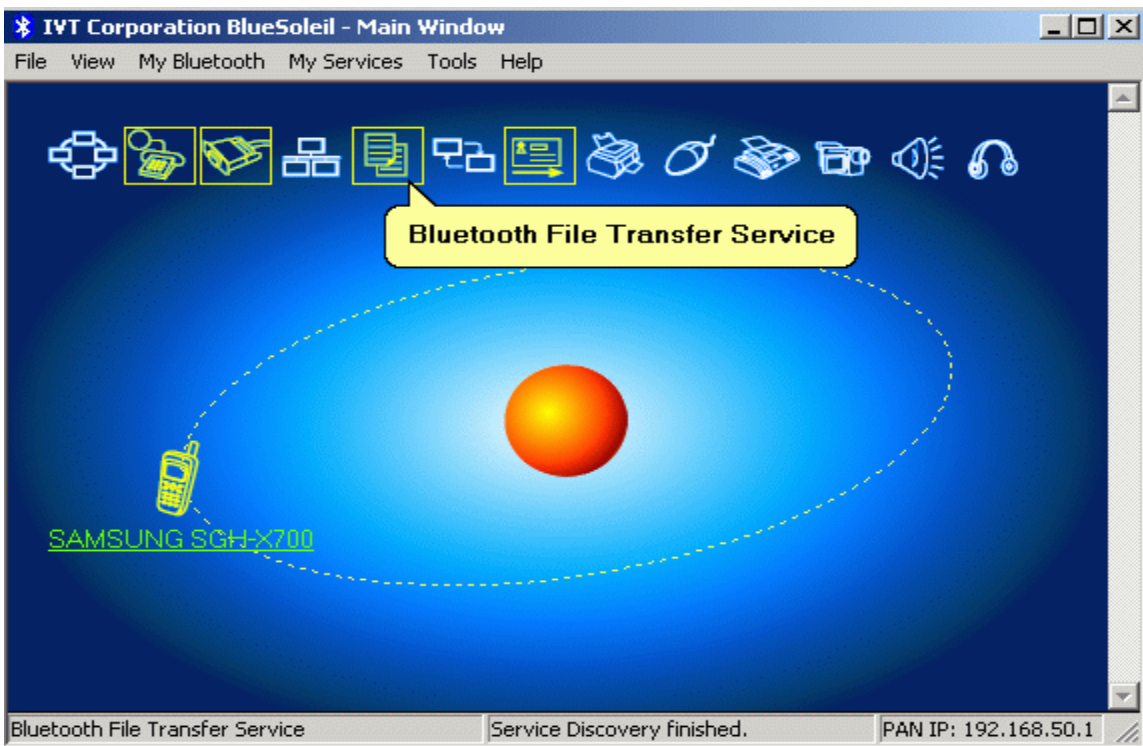 IVT Corporation BlueSoleil - Main Window
File View My Bluetooth My Services Tools Help
Bluetooth File Transfer Service
SAMSUNG SGH-X700
Bluetooth File Transfer Service Service Discovery finished. PAN IP: 192.168.50.1